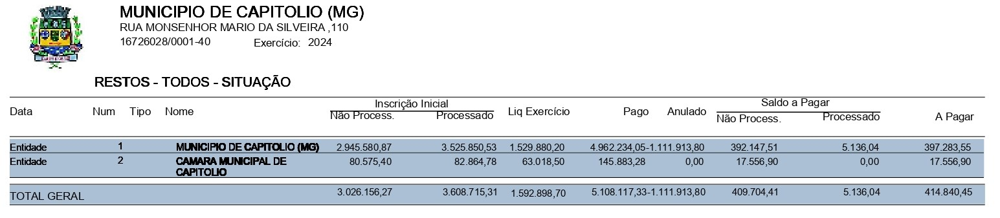 MUNICIPIO DE CAPITOLIO (MG)
RUA MONSENHOR MARIO DA SILVEIRA ,110
16726028/0001-40 Exercício: 2024
RESTOS - TODOS - SITUAÇÃO
Inscrição Inicial Saldo a Pagar
Data Num Tipo Nome Não Process. Processado Liq Exercício Pago Anulado Não Process. Processado A Pagar
Entidade 1 MUNICIPIO DE CAPITOLIO (MG) 2.945.580,87 3.525.850,53 1.529.880,20 4.962.234,05-1.111.913,80 392.147,51 5.136,04 397.283,55
Entidade 2 CAMARA MUNICIPAL DE 80.575,40 82.864,78 63.018,50 145.883,28 0,00 17.556,90 0,00 17.556,90
CAPITOLIO
TOTAL GERAL 3.026.156,27 3.608.715,31 1.592.898,70 5.108.117,33-1.111.913,80 409.704,41 5.136,04 414.840,45